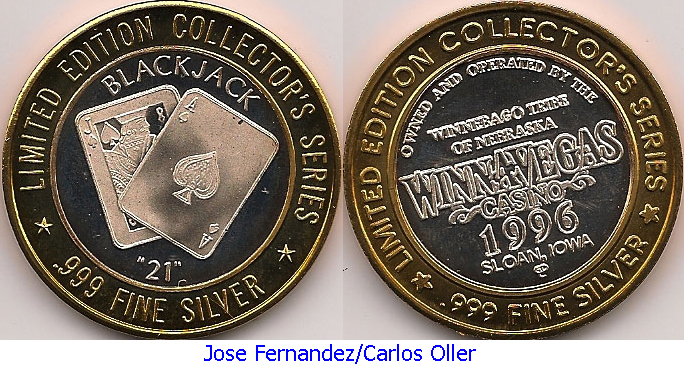 LIMITED EDITION COLLECTOR'S SERIES
BLACKJACK
J
A
A
"21"
.999 FINE SILVER
LIMITED EDITION COLLECTOR'S SERIES
OWNED AND OPERATED BY THE
WINNEBAGO TRIBE
OF NEBRASKA
WINNAVEGAS
CASINO
1996
SLOAN, IOWA
.999 FINE SILVER
Jose Fernandez/Carlos Oller